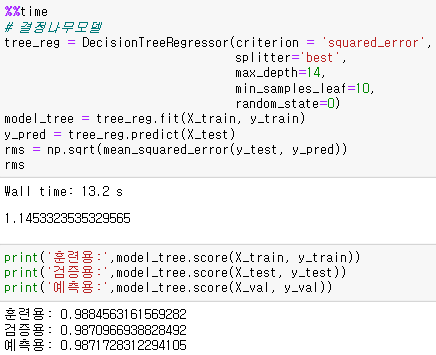 %%time
# 결정나무모델
tree_reg = DecisionTreeRegressor(criterion = 'squared_error',
splitter='best',
max_depth=14,
min_samples_leaf=10,
random_state=0)
model_tree = tree_reg.fit(X_train, y_train)
y_pred = tree_reg.predict(X_test)
rms = np.sqrt(mean_squared_error(y_test, y_pred))
rms
Wall time: 13.2 s
1.1453323535329565
print('훈련용:',model_tree.score(X_train, y_train))
print('검증용:',model_tree.score(X_test, y_test))
print('예측용:',model_tree.score(X_val, y_val))
훈련용: 0.9884563161569282
검증용: 0.9870966938828492
예측용: 0.9871728312294105